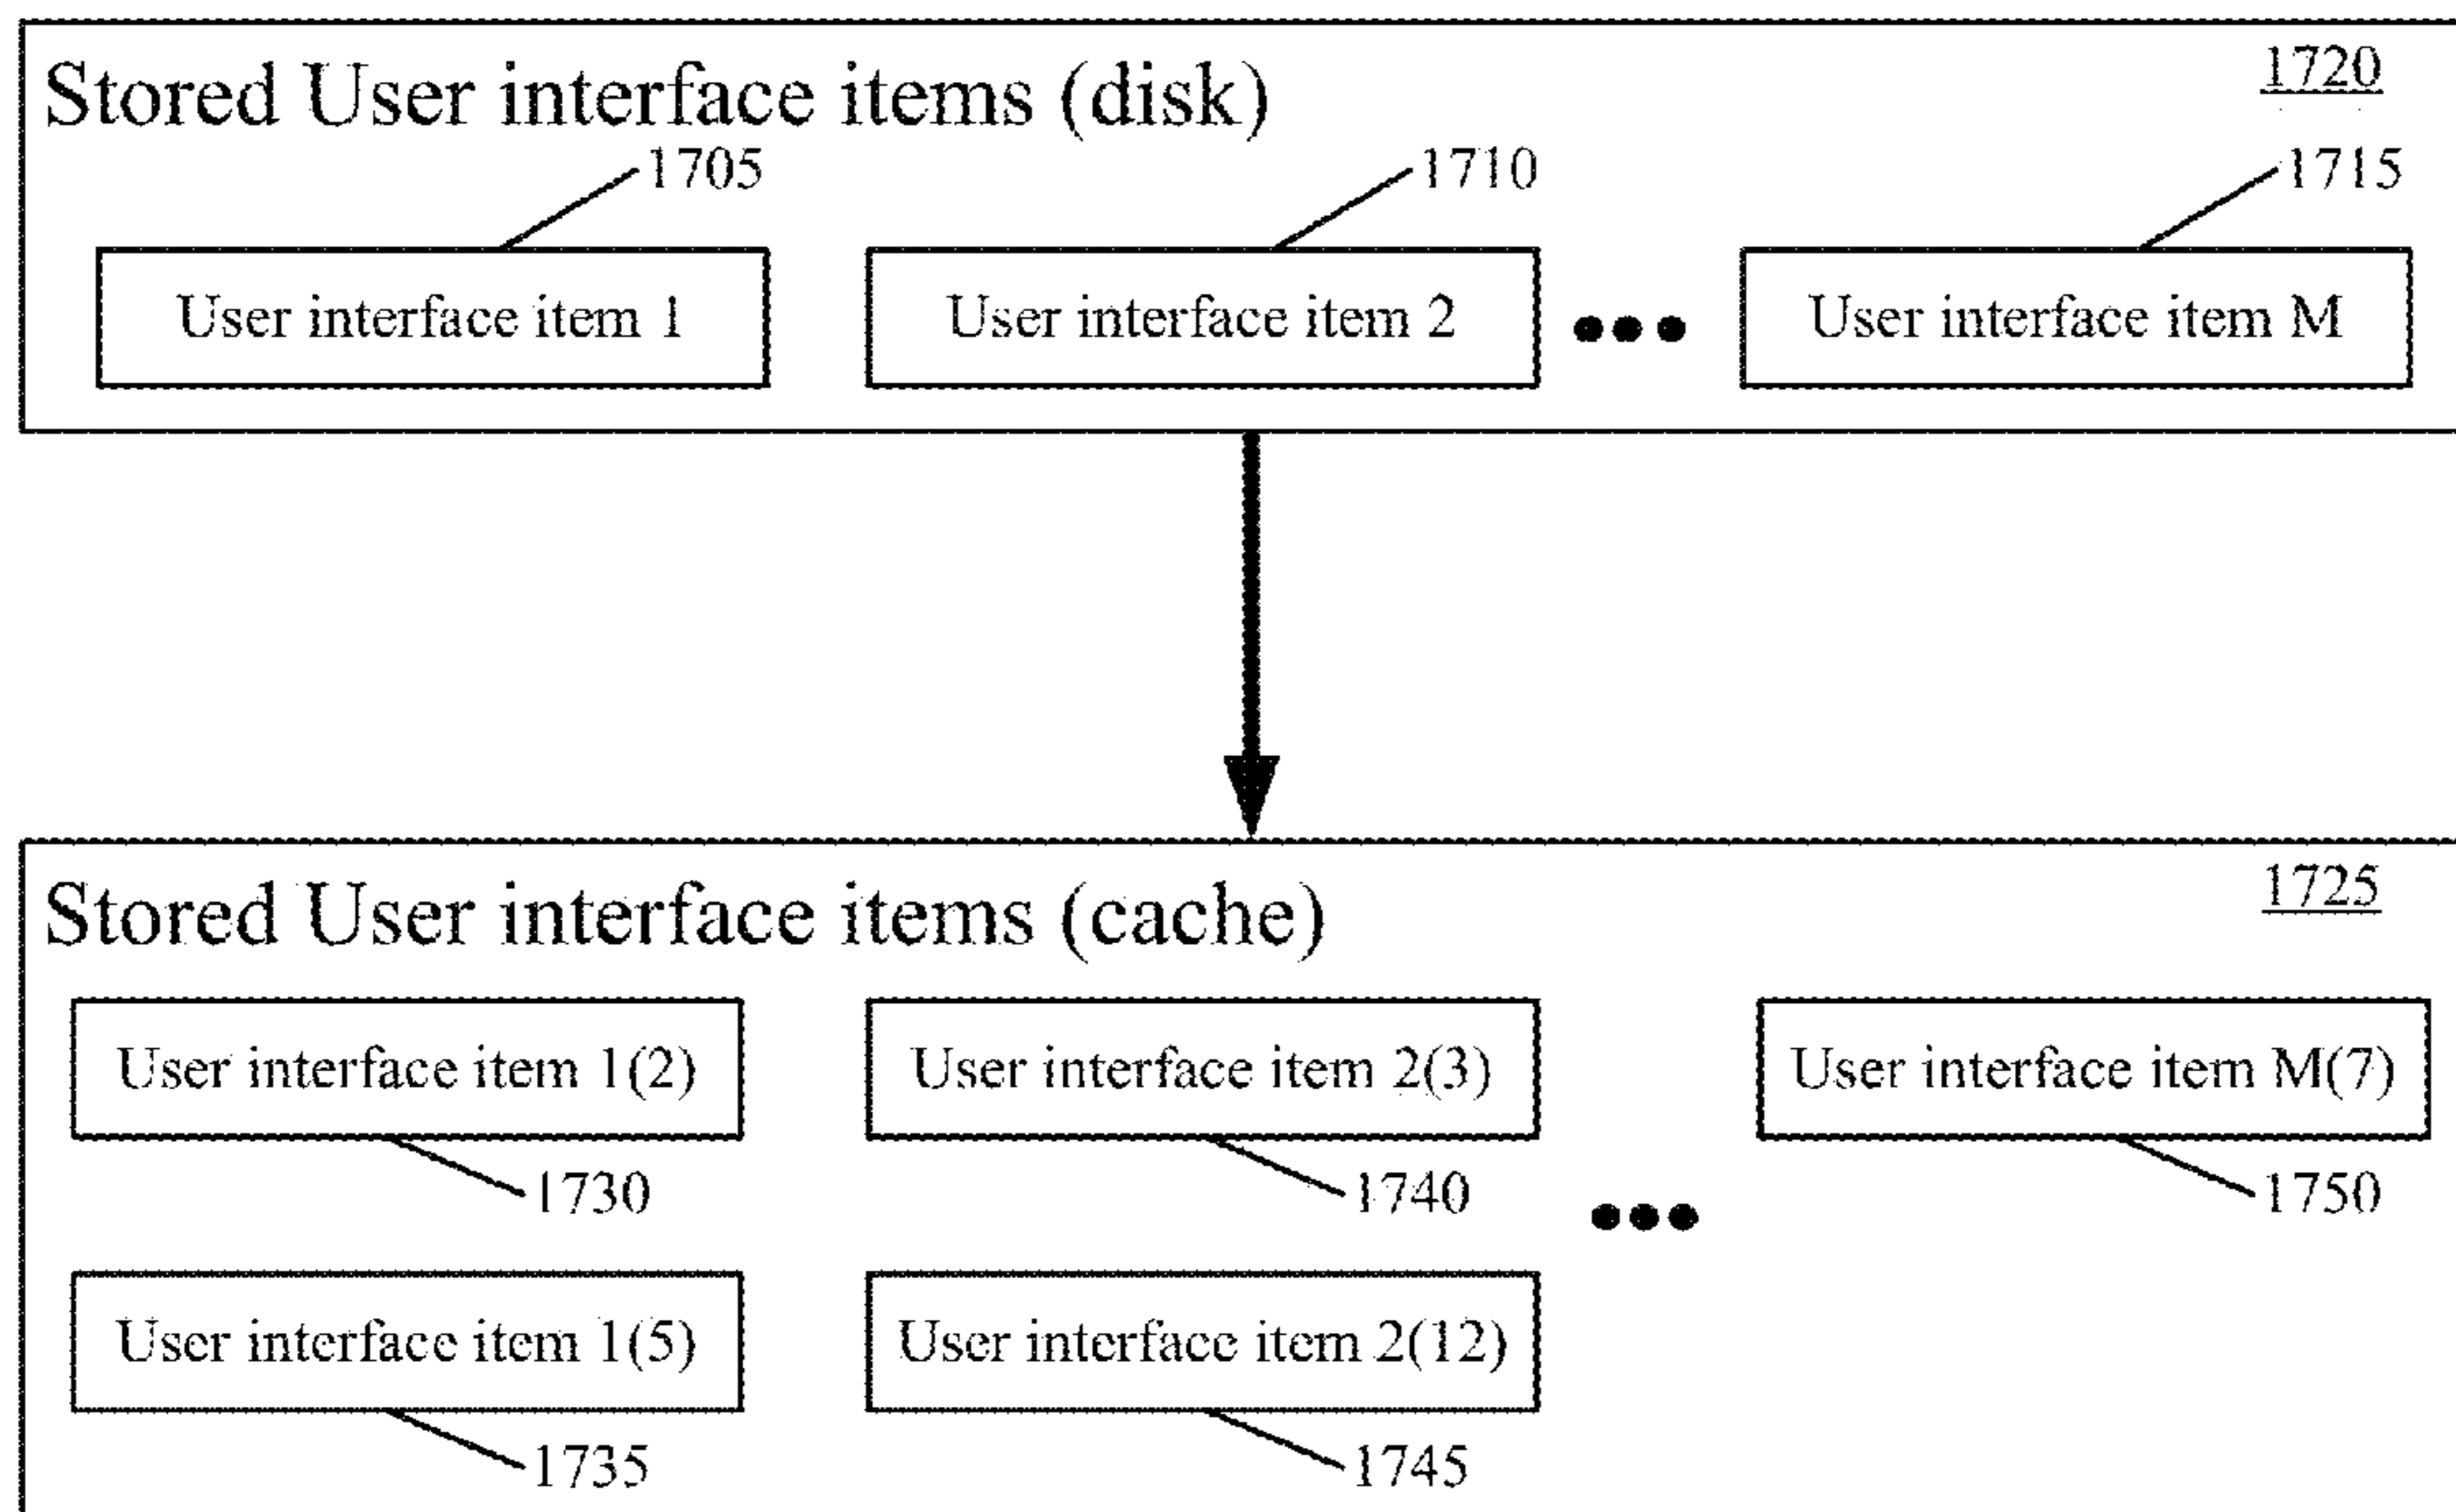 Stored User interface items (disk) 1720
1705 1710 1715
User interface item 1 User interface item 2 User interface item M
Stored User interface items (cache) 1725
User interface item 1(2) User interface item 2(3) User interface item M(7)
1730 1740 1750
User interface item 1(5) User interface item 2(12)
1735 1745